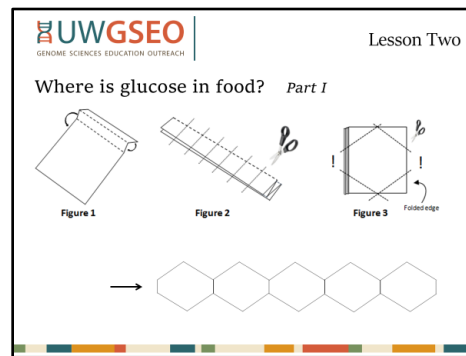 UWGSEO
GENOME SCIENCES EDUCATION OUTREACH
Lesson Two
Where is glucose in food? Part I
! !
Figure 1 Figure 2 Figure 3 Folded edge